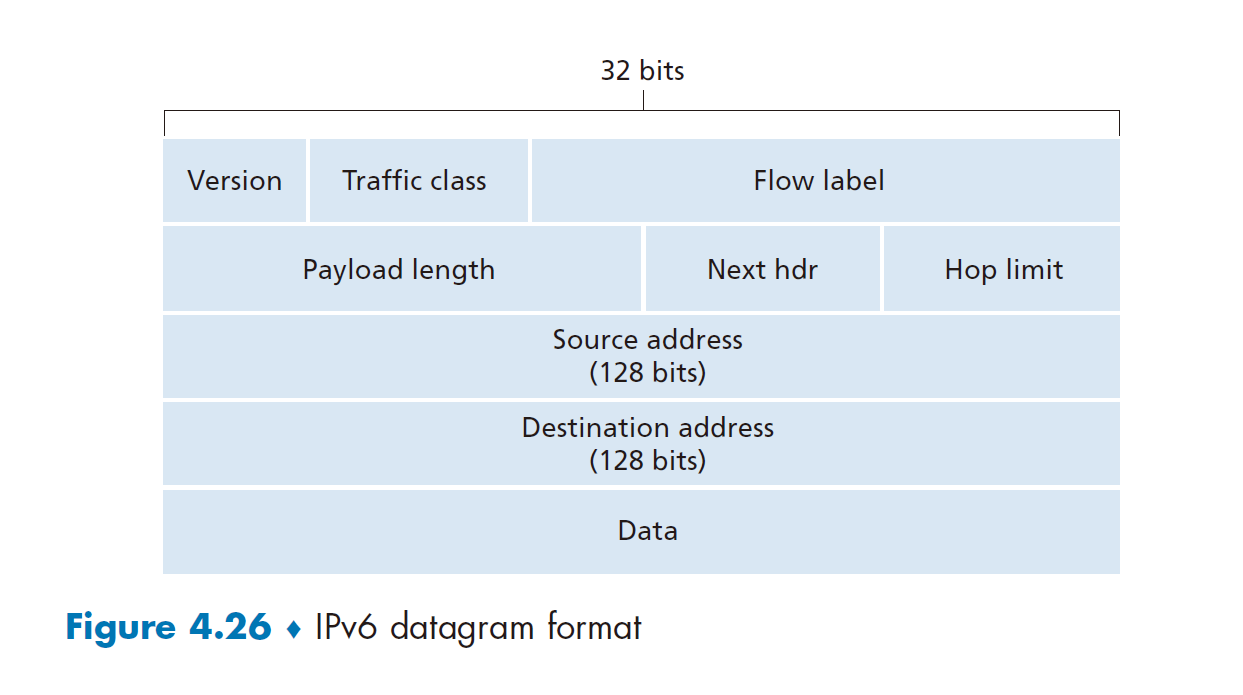 32 bits
Version Traffic class Flow label
Payload length Next hdr Hop limit
Source address
(128 bits)
Destination address
(128 bits)
Data
Figure 4.26 ♦ IPv6 datagram format